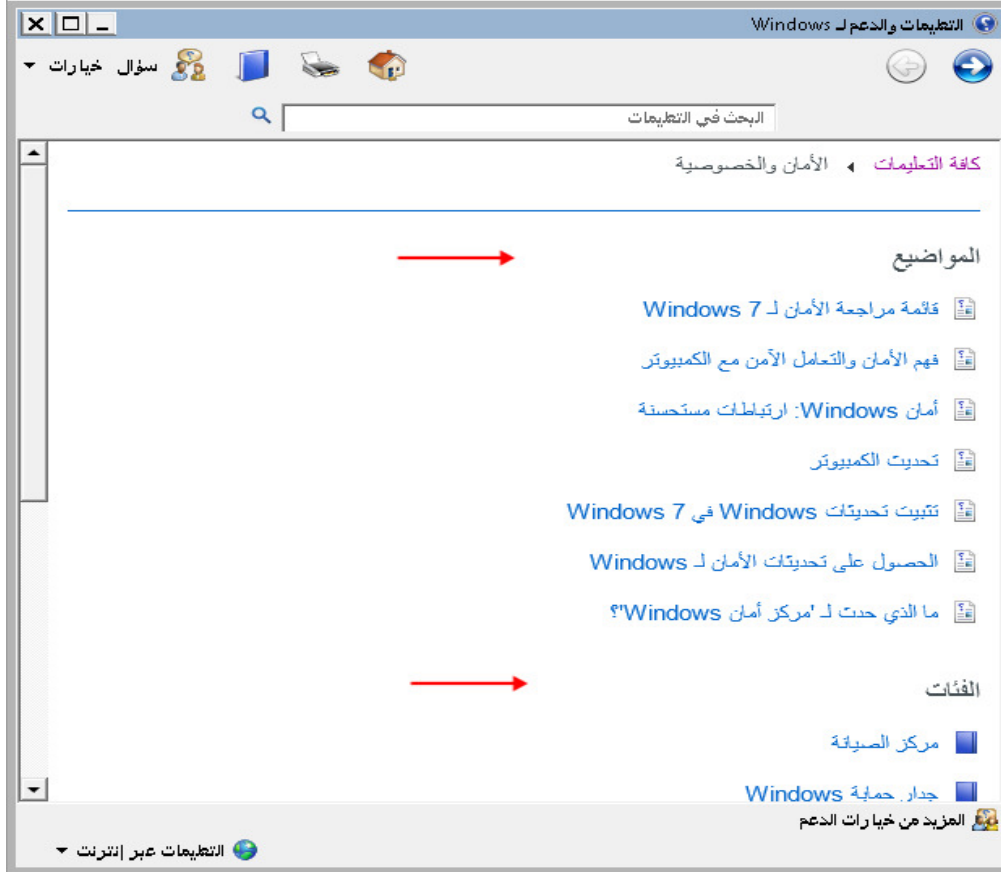 التعليمات والدعم لـ Windows
سؤال خيارات
البحث في التعليمات
كافة التعليمات ◂ الأمان والخصوصية
المواضيع
قائمة مراجعة الأمان لـ Windows 7
فهم الأمان والتعامل الآمن مع الكمبيوتر
أمان Windows: ارتباطات مستحسنة
تحديث الكمبيوتر
تثبيت تحديثات Windows في Windows 7
الحصول على تحديثات الأمان لـ Windows
ما الذي حدث لـ 'مركز أمان Windows'؟
الفئات
مركز الصيانة
جدار حماية Windows
المزيد من خيارات الدعم
التعليمات عبر إنترنت